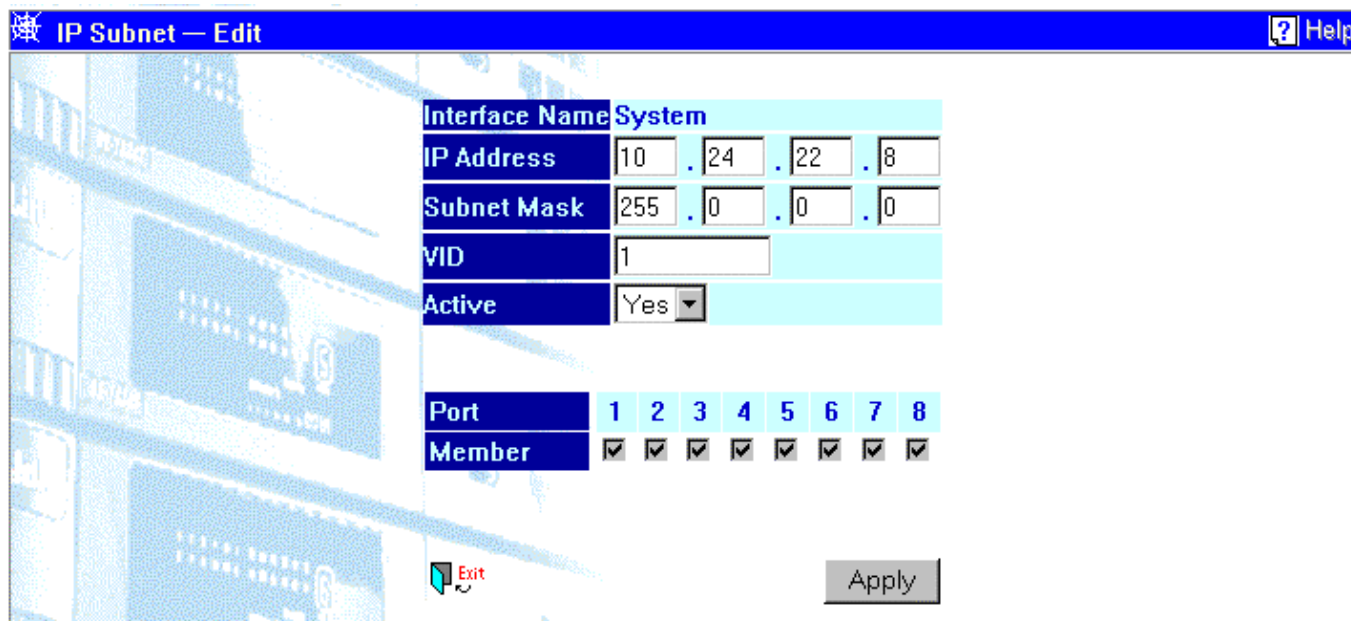 IP Subnet — Edit
? Help
Interface Name System
IP Address 10 . 24 . 22 . 8
Subnet Mask 255 . 0 . 0 . 0
VID 1
Active Yes
Port 1 2 3 4 5 6 7 8
Member
Exit
Apply